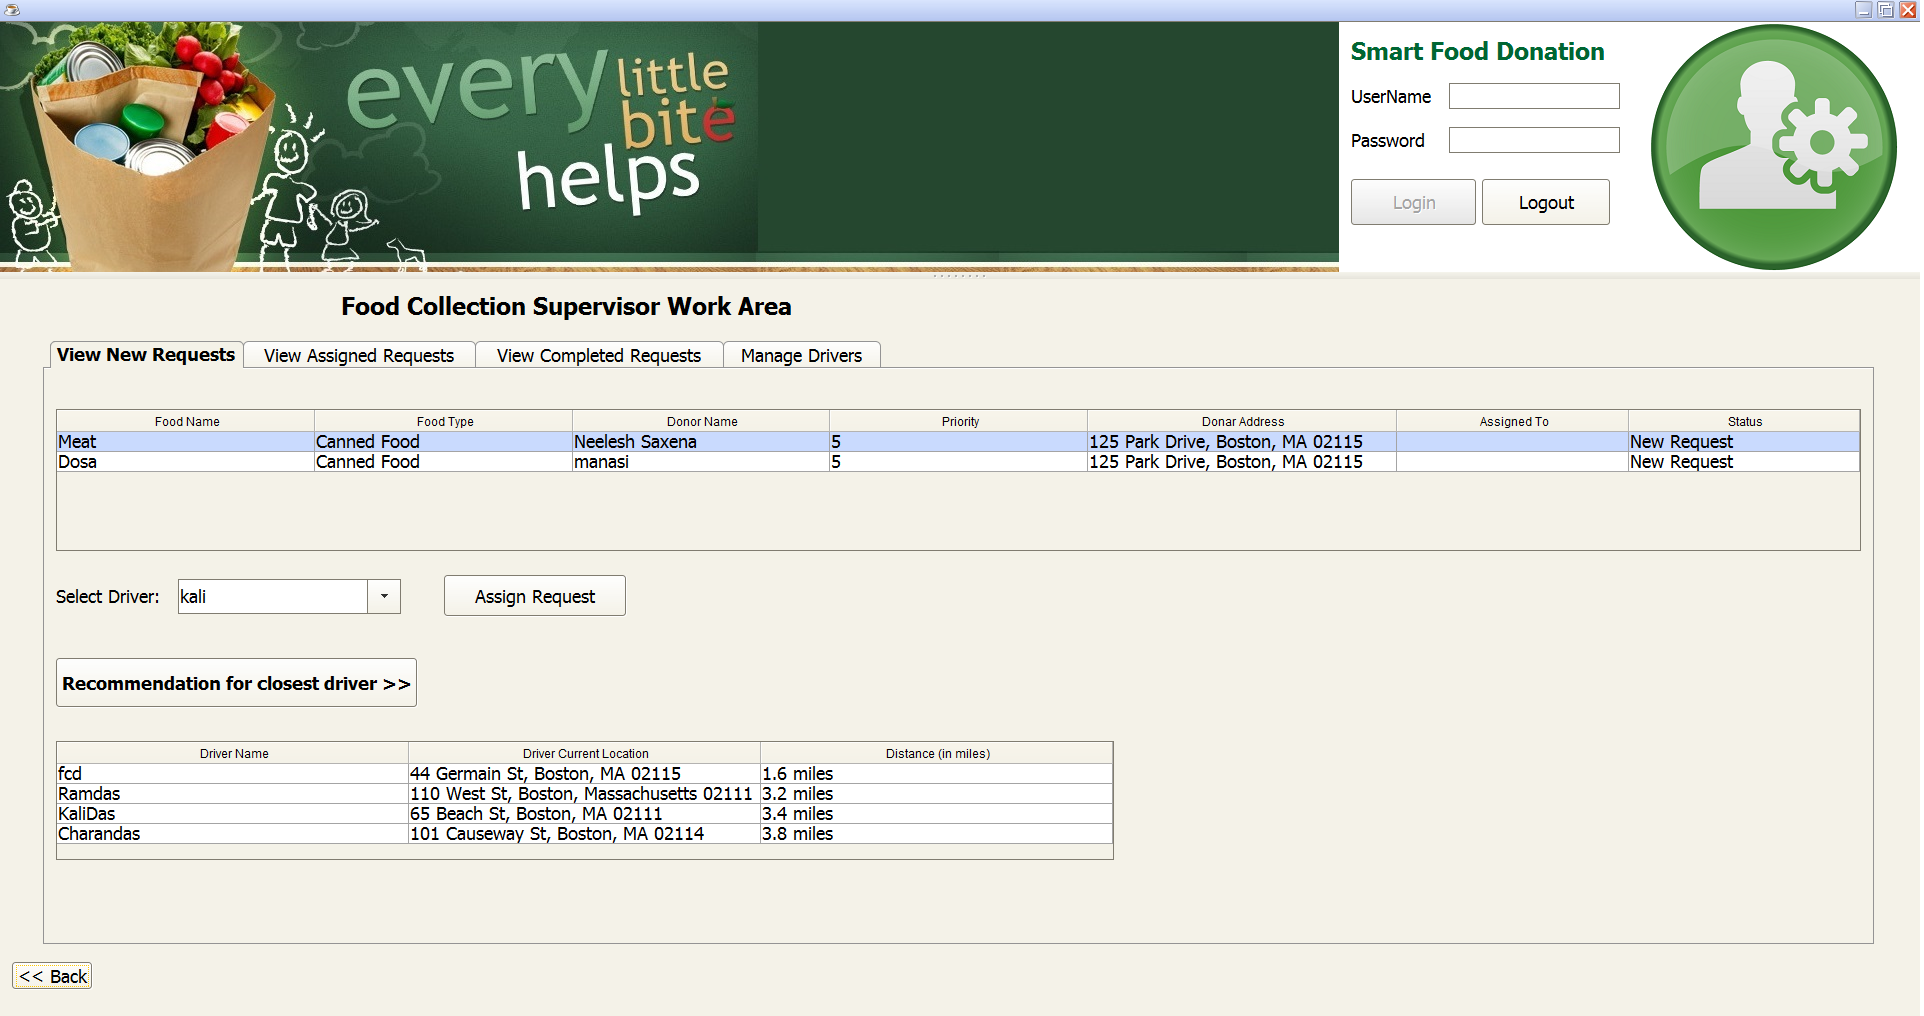 every little
bite
helps
Smart Food Donation
UserName
Password
Login Logout
Food Collection Supervisor Work Area
View New Requests View Assigned Requests View Completed Requests Manage Drivers
Food Name Food Type Donor Name Priority Donar Address Assigned To Status
Meat Canned Food Neelesh Saxena 5 125 Park Drive, Boston, MA 02115 New Request
Dosa Canned Food manasi 5 125 Park Drive, Boston, MA 02115 New Request
Select Driver: kali Assign Request
Recommendation for closest driver >>
Driver Name Driver Current Location Distance (in miles)
fcd 44 Germain St, Boston, MA 02115 1.6 miles
Ramdas 110 West St, Boston, Massachusetts 02111 3.2 miles
KaliDas 65 Beach St, Boston, MA 02111 3.4 miles
Charandas 101 Causeway St, Boston, MA 02114 3.8 miles
<< Back